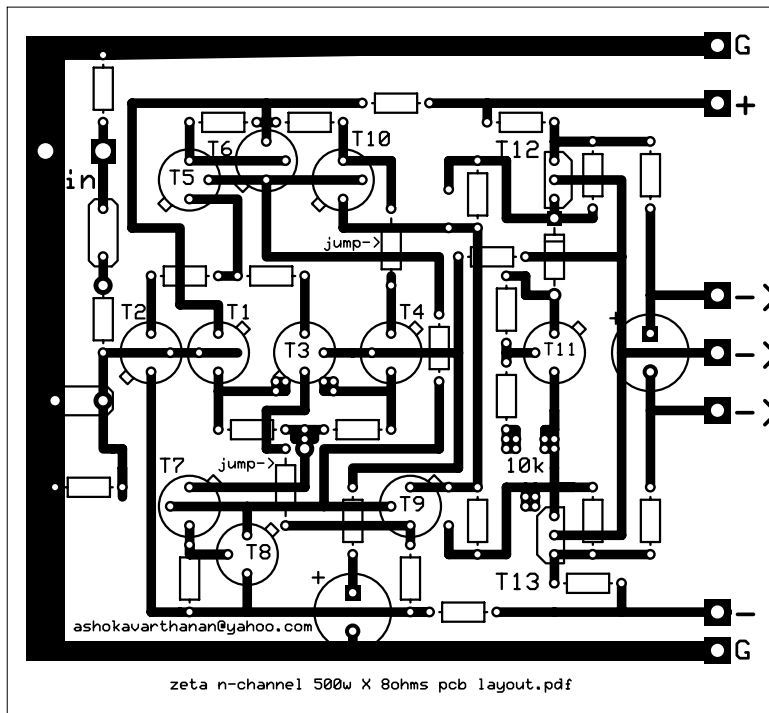 G
+
T6
T10
T12
T5
in
jump->
->
T2
T1
T4
+
T3
T11
->
->
jump->
10k
T7
T9
T8
+
T13
-
ashokavarthanan@yahoo.com
G
zeta n-channel 500w X 8ohms pcb layout.pdf